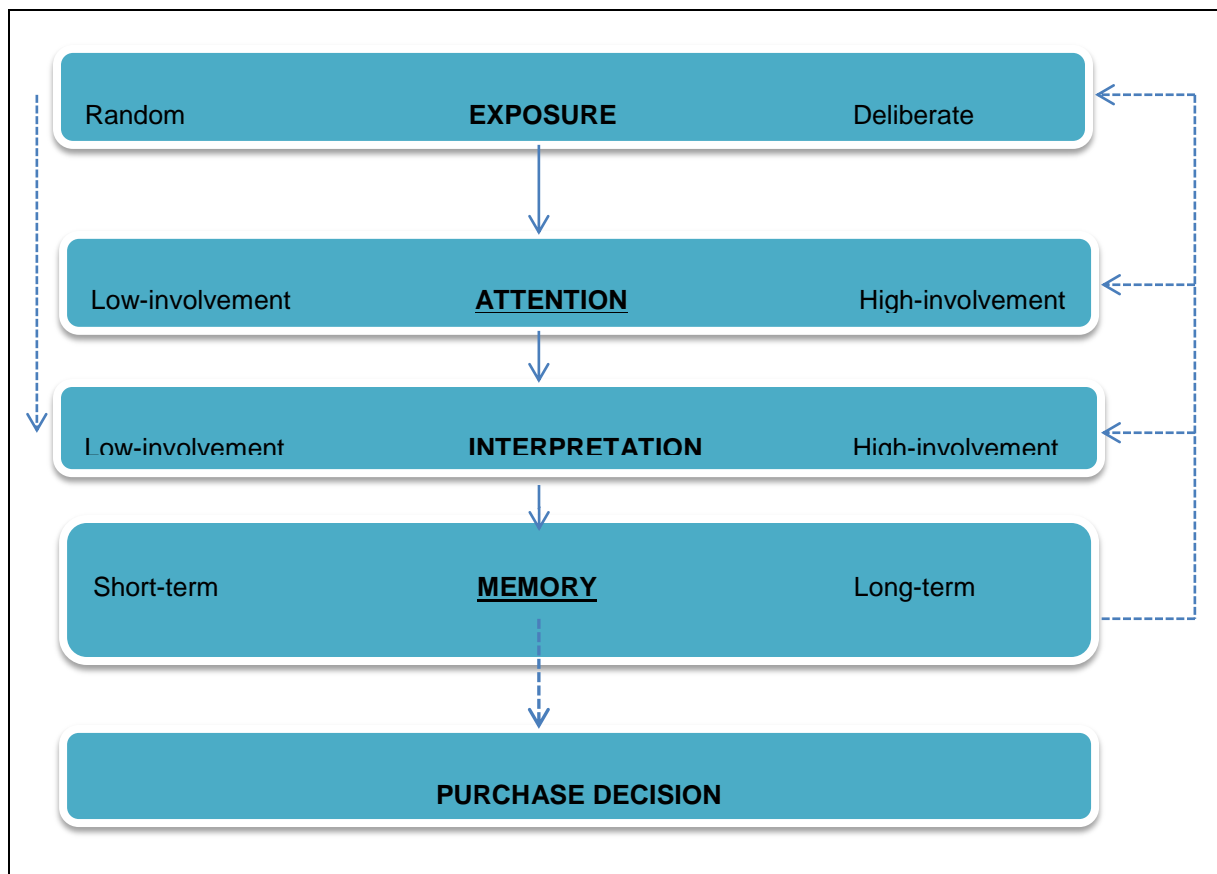 Random EXPOSURE Deliberate
Low-involvement ATTENTION High-involvement
Low-involvement INTERPRETATION High-involvement
Short-term MEMORY Long-term
PURCHASE DECISION